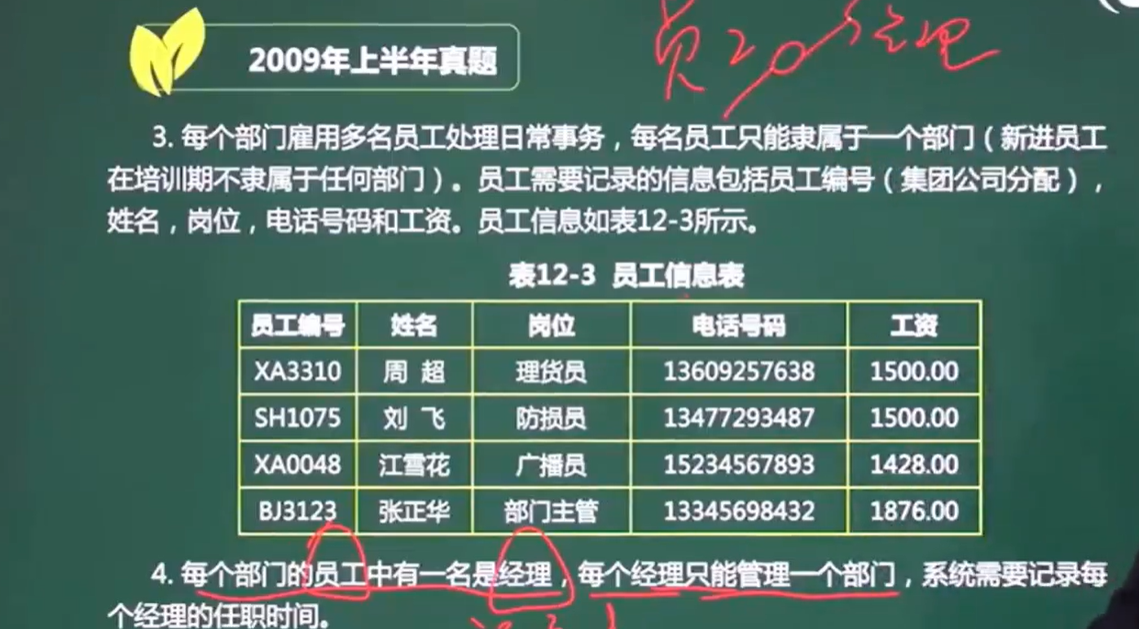 2009年上半年真题
3. 每个部门雇用多名员工处理日常事务，每名员工只能隶属于一个部门（新进员工
在培训期不隶属于任何部门）。员工需要记录的信息包括员工编号（集团公司分配），
姓名，岗位，电话号码和工资。员工信息如表12-3所示。
表12-3 员工信息表
员工编号 姓名 岗位 电话号码 工资
XA3310 周 超 理货员 13609257638 1500.00
SH1075 刘 飞 防损员 13477293487 1500.00
XA0048 江雪花 广播员 15234567893 1428.00
BJ3123 张正华 部门主管 13345698432 1876.00
4. 每个部门的员工中有一名是经理，每个经理只能管理一个部门，系统需要记录每
个经理的任职时间。